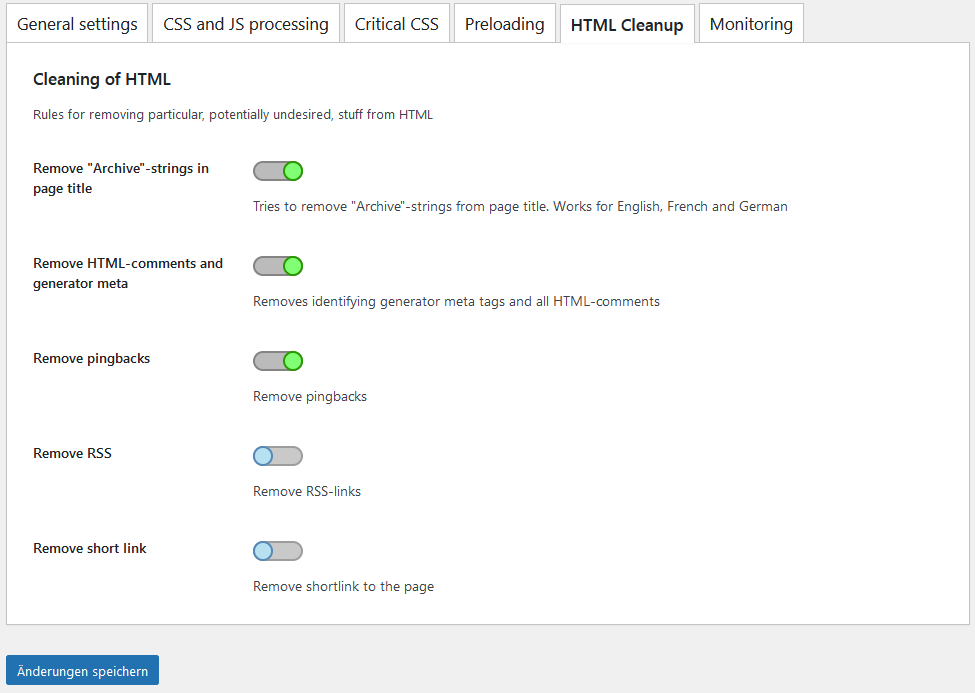 General settings
CSS and JS processing
Critical CSS
Preloading
HTML Cleanup
Monitoring
Cleaning of HTML
Rules for removing particular, potentially undesired, stuff from HTML
Remove "Archive"-strings in
page title
Tries to remove "Archive"-strings from page title. Works for English, French and German
Remove HTML-comments and
generator meta
Removes identifying generator meta tags and all HTML-comments
Remove pingbacks
Remove pingbacks
Remove RSS
Remove RSS-links
Remove short link
Remove shortlink to the page
Änderungen speichern